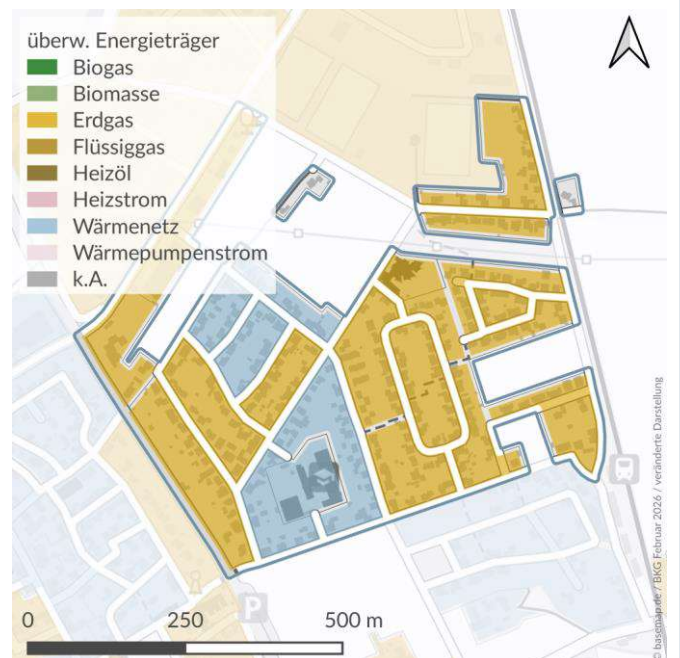 überw. Energieträger
Biogas
Biomasse
Erdgas
Flüssiggas
Heizöl
Heizstrom
Wärmenetz
Wärmepumpenstrom
k.A.
P
0 250 500 m
© basemap.de / BKG Februar 2026 / veränderte Darstellung